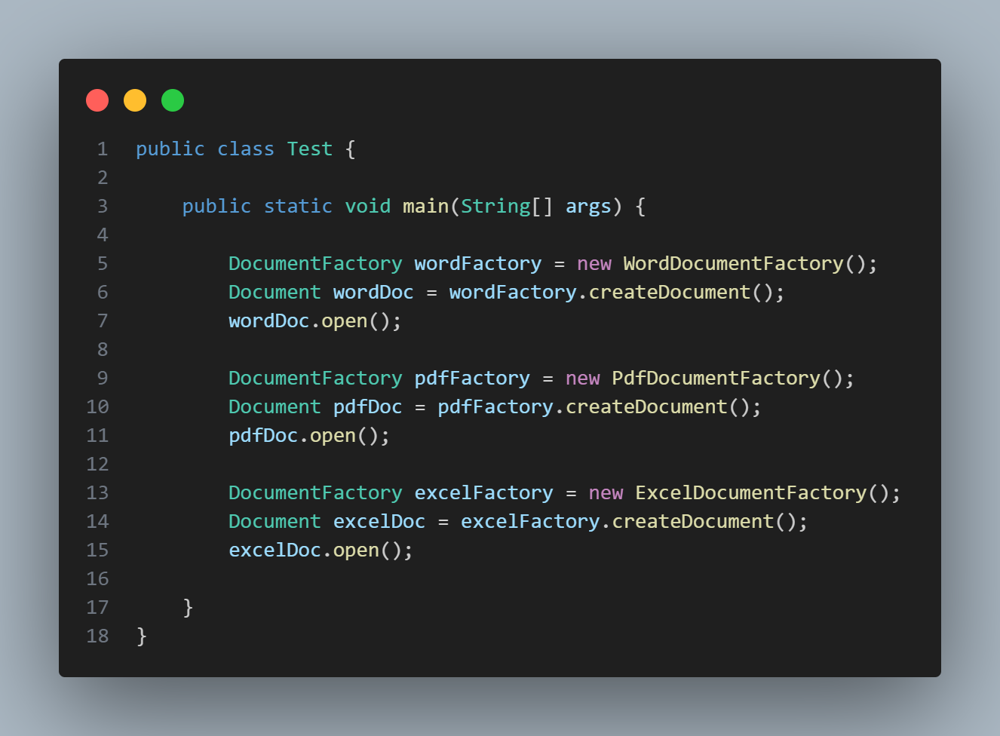 1 public class Test {
2
3     public static void main(String[] args) {
4
5         DocumentFactory wordFactory = new WordDocumentFactory();
6         Document wordDoc = wordFactory.createDocument();
7         wordDoc.open();
8
9         DocumentFactory pdfFactory = new PdfDocumentFactory();
10         Document pdfDoc = pdfFactory.createDocument();
11         pdfDoc.open();
12
13         DocumentFactory excelFactory = new ExcelDocumentFactory();
14         Document excelDoc = excelFactory.createDocument();
15         excelDoc.open();
16
17     }
18 }